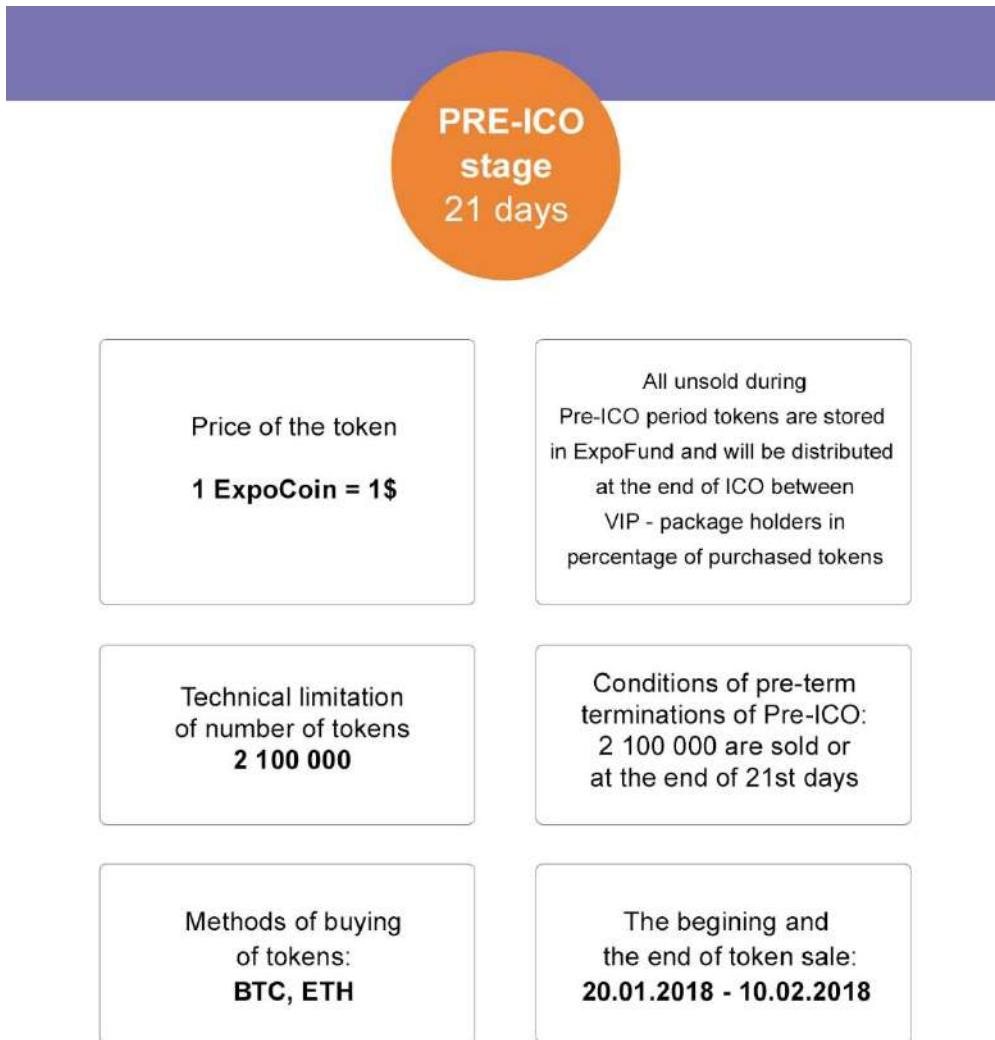 PRE-ICO
stage
21 days
Price of the token
1 ExpoCoin = 1$
All unsold during
Pre-ICO period tokens are stored
in ExpoFund and will be distributed
at the end of ICO between
VIP - package holders in
percentage of purchased tokens
Technical limitation
of number of tokens
2 100 000
Conditions of pre-term
terminations of Pre-ICO:
2 100 000 are sold or
at the end of 21st days
Methods of buying
of tokens:
BTC, ETH
The begining and
the end of token sale:
20.01.2018 - 10.02.2018